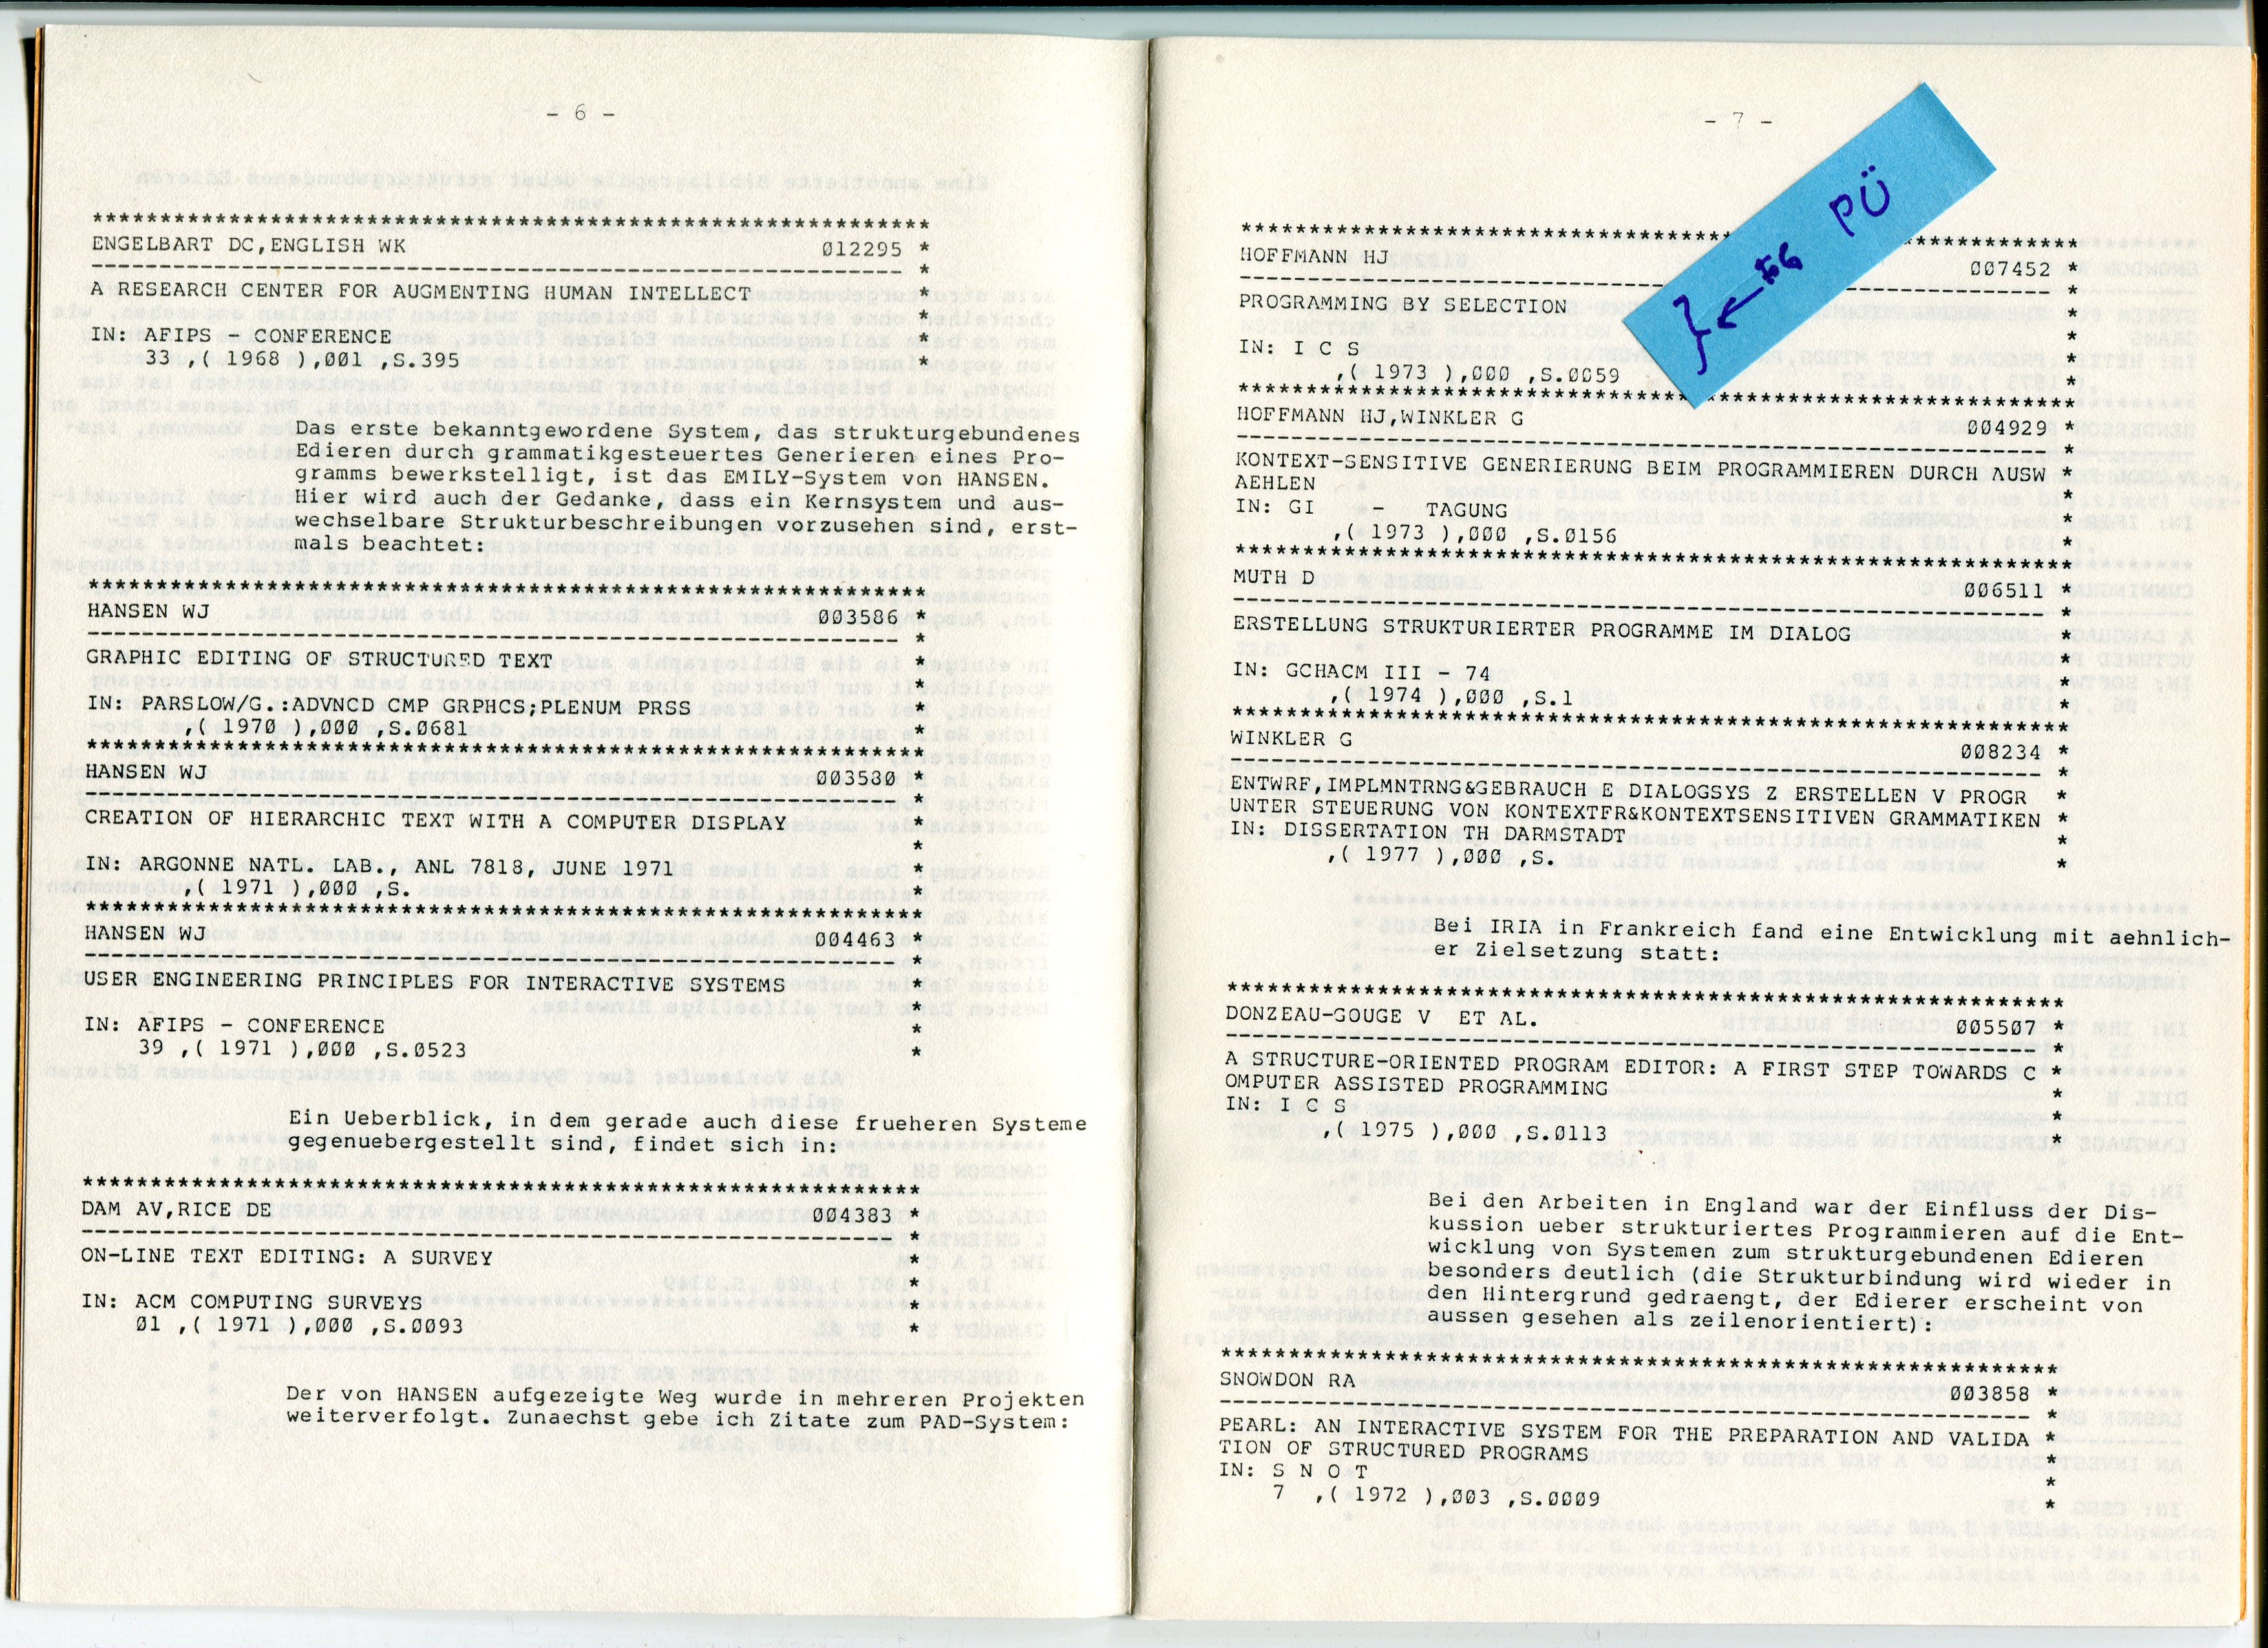 - 6 -
*****************************************************************
ENGELBART DC,ENGLISH WK 012295 *
--------------------------------------------------------------- *
A RESEARCH CENTER FOR AUGMENTING HUMAN INTELLECT *
*
IN: AFIPS - CONFERENCE *
33 ,( 1968 ),001 ,S.395 *
Das erste bekanntgewordene System, das strukturgebundenes
Edieren durch grammatikgesteuertes Generieren eines Pro-
gramms bewerkstelligt, ist das EMILY-System von HANSEN.
Hier wird auch der Gedanke, dass ein Kernsystem und aus-
wechselbare Strukturbeschreibungen vorzusehen sind, erst-
mals beachtet:
*****************************************************************
HANSEN WJ 003586 *
--------------------------------------------------------------- *
GRAPHIC EDITING OF STRUCTURED TEXT *
*
IN: PARSLOW/G.:ADVNCD CMP GRPHCS;PLENUM PRSS *
,( 1970 ),000 ,S.0681 *
*****************************************************************
HANSEN WJ 003580 *
--------------------------------------------------------------- *
CREATION OF HIERARCHIC TEXT WITH A COMPUTER DISPLAY *
*
IN: ARGONNE NATL. LAB., ANL 7818, JUNE 1971 *
,( 1971 ),000 ,S. *
*****************************************************************
HANSEN WJ 004463 *
--------------------------------------------------------------- *
USER ENGINEERING PRINCIPLES FOR INTERACTIVE SYSTEMS *
*
IN: AFIPS - CONFERENCE *
39 ,( 1971 ),000 ,S.0523 *
Ein Ueberblick, in dem gerade auch diese frueheren Systeme
gegenuebergestellt sind, findet sich in:
*****************************************************************
DAM AV,RICE DE 004383 *
--------------------------------------------------------------- *
ON-LINE TEXT EDITING: A SURVEY *
*
IN: ACM COMPUTING SURVEYS *
01 ,( 1971 ),000 ,S.0093 *
Der von HANSEN aufgezeigte Weg wurde in mehreren Projekten
weiterverfolgt. Zunaechst gebe ich Zitate zum PAD-System:
- 7 -
PÜ
*****************************************************************
HOFFMANN HJ 007452 *
--------------------------------------------------------------- *
PROGRAMMING BY SELECTION *
*
IN: I C S *
,( 1973 ),000 ,S.0059 *
*****************************************************************
HOFFMANN HJ,WINKLER G 004929 *
--------------------------------------------------------------- *
KONTEXT-SENSITIVE GENERIERUNG BEIM PROGRAMMIEREN DURCH AUSW *
AEHLEN *
IN: GI - TAGUNG *
,( 1973 ),000 ,S.0156 *
*****************************************************************
MUTH D 006511 *
--------------------------------------------------------------- *
ERSTELLUNG STRUKTURIERTER PROGRAMME IM DIALOG *
*
IN: GCHACM III - 74 *
,( 1974 ),000 ,S.1 *
*****************************************************************
WINKLER G 008234 *
--------------------------------------------------------------- *
ENTWRF,IMPLMNTRNG&GEBRAUCH E DIALOGSYS Z ERSTELLEN V PROGR *
UNTER STEUERUNG VON KONTEXTFR&KONTEXTSENSITIVEN GRAMMATIKEN *
IN: DISSERTATION TH DARMSTADT *
,( 1977 ),000 ,S. *
Bei IRIA in Frankreich fand eine Entwicklung mit aehnlich-
er Zielsetzung statt:
*****************************************************************
DONZEAU-GOUGE V ET AL. 005507 *
--------------------------------------------------------------- *
A STRUCTURE-ORIENTED PROGRAM EDITOR: A FIRST STEP TOWARDS C *
OMPUTER ASSISTED PROGRAMMING *
IN: I C S *
,( 1975 ),000 ,S.0113 *
Bei den Arbeiten in England war der Einfluss der Dis-
kussion ueber strukturiertes Programmieren auf die Ent-
wicklung von Systemen zum strukturgebundenen Edieren
besonders deutlich (die Strukturbindung wird wieder in
den Hintergrund gedraengt, der Edierer erscheint von
aussen gesehen als zeilenorientiert):
*****************************************************************
SNOWDON RA 003858 *
--------------------------------------------------------------- *
PEARL: AN INTERACTIVE SYSTEM FOR THE PREPARATION AND VALIDA *
TION OF STRUCTURED PROGRAMS *
IN: S N O T *
7 ,( 1972 ),003 ,S.0009 *